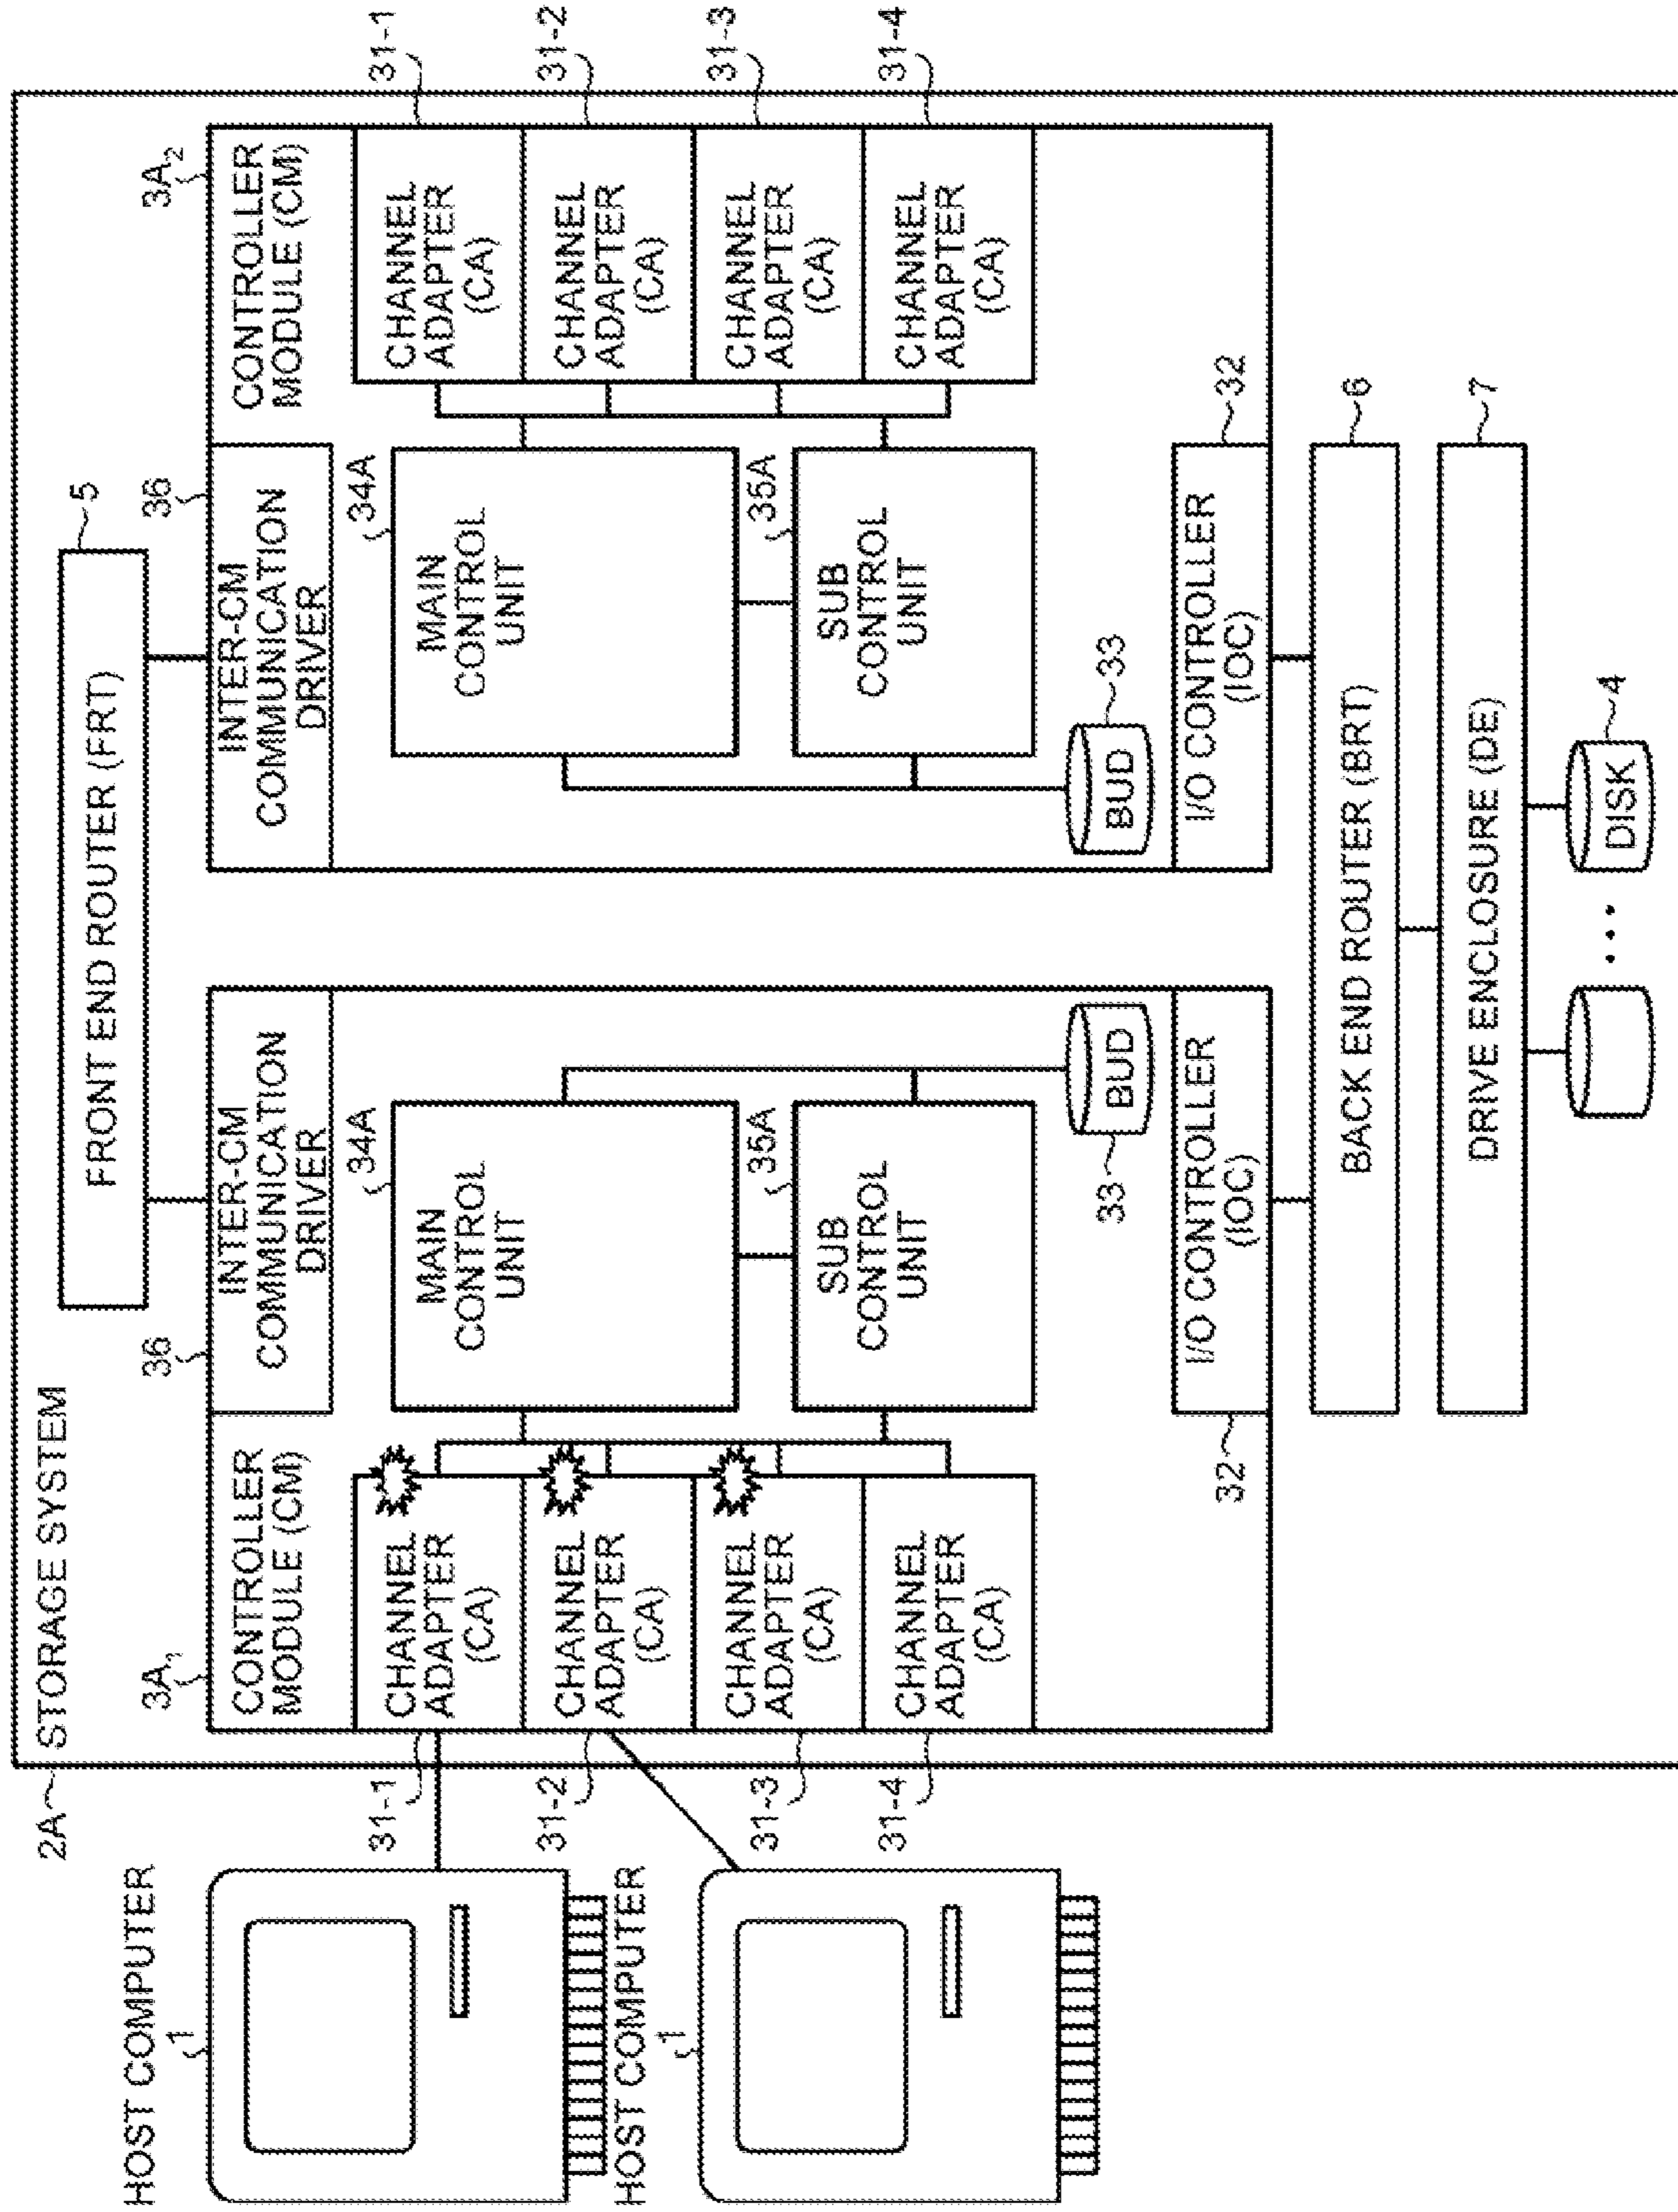 2A
STORAGE SYSTEM
FRONT END ROUTER (FRT)
5
HOST COMPUTER
1
HOST COMPUTER
1
3A1
CONTROLLER
MODULE (CM)
36
INTER-CM
COMMUNICATION
DRIVER
31-1
CHANNEL
ADAPTER
(CA)
31-2
CHANNEL
ADAPTER
(CA)
31-3
CHANNEL
ADAPTER
(CA)
31-4
CHANNEL
ADAPTER
(CA)
34A
MAIN
CONTROL
UNIT
35A
SUB
CONTROL
UNIT
33
BUD
32
I/O CONTROLLER
(IOC)
36
INTER-CM
COMMUNICATION
DRIVER
3A2
CONTROLLER
MODULE (CM)
34A
MAIN
CONTROL
UNIT
35A
SUB
CONTROL
UNIT
BUD
33
CHANNEL
ADAPTER
(CA)
31-1
CHANNEL
ADAPTER
(CA)
31-2
CHANNEL
ADAPTER
(CA)
31-3
CHANNEL
ADAPTER
(CA)
31-4
I/O CONTROLLER
(IOC)
32
BACK END ROUTER (BRT)
6
DRIVE ENCLOSURE (DE)
7
...
DISK
4